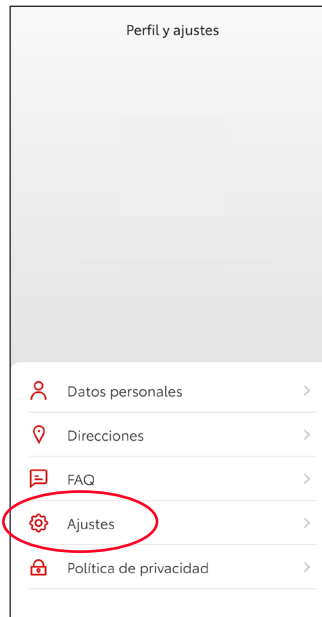 Perfil y ajustes
Datos personales
Direcciones
FAQ
Ajustes
Política de privacidad